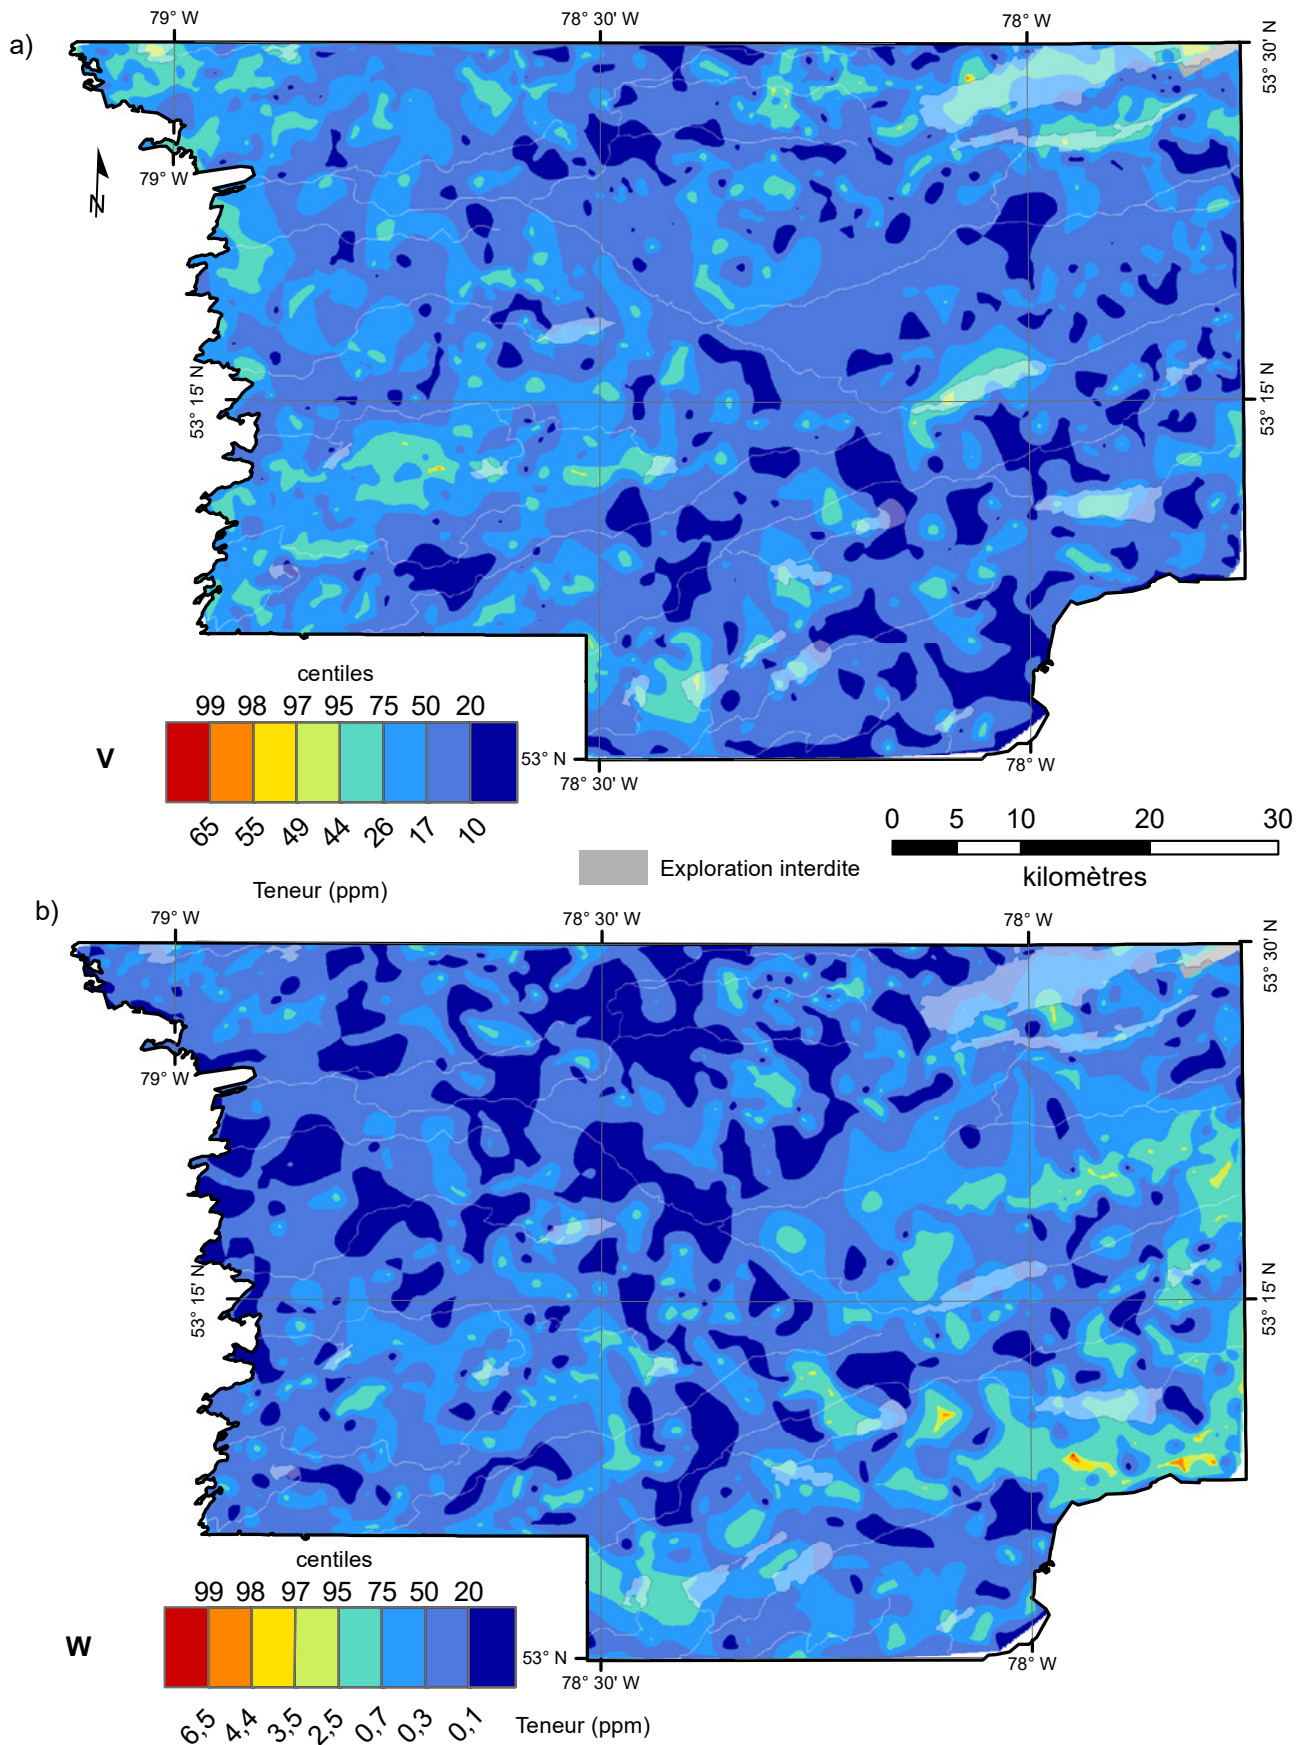 a)
79° W
78° 30' W
78° W
53° 30' N
79° W
N
53° 15' N
53° 15' N
centiles
99 98 97 95 75 50 20
V
53° N
78° W
78° 30' W
65 55 49 44 26 17 10
0 5 10 20 30
kilomètres
Exploration interdite
Teneur (ppm)
b)
79° W
78° 30' W
78° W
53° 30' N
79° W
53° 15' N
53° 15' N
centiles
99 98 97 95 75 50 20
W
53° N
78° W
78° 30' W
6,5 4,4 3,5 2,5 0,7 0,3 0,1
Teneur (ppm)